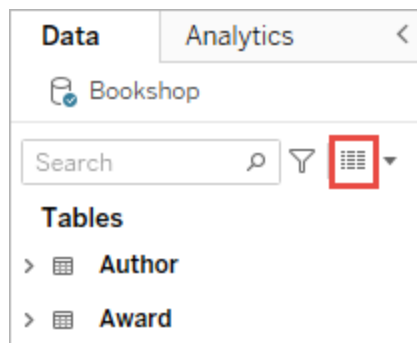 Data Analytics
Bookshop
Search
Tables
Author
Award